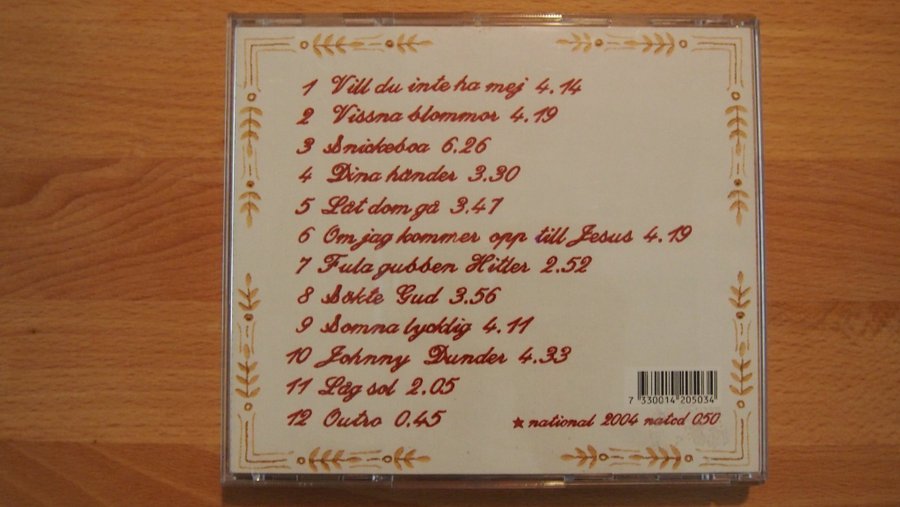 1 Vill du inte ha mej 4.14
2 Vissna blommor 4.19
3 Snickeboa 6.26
4 Dina händer 3.30
5 Låt dom gå 3.47
6 Om jag kommer opp till Jesus 4.19
7 Fula gubben Hitler 2.52
8 Sökte Gud 3.56
9 Somna lycklig 4.11
10 Johnny Dunder 4.33
11 Låg sol 2.05
12 Outro 0.45
7 330014 205034
national 2004 natcd 050